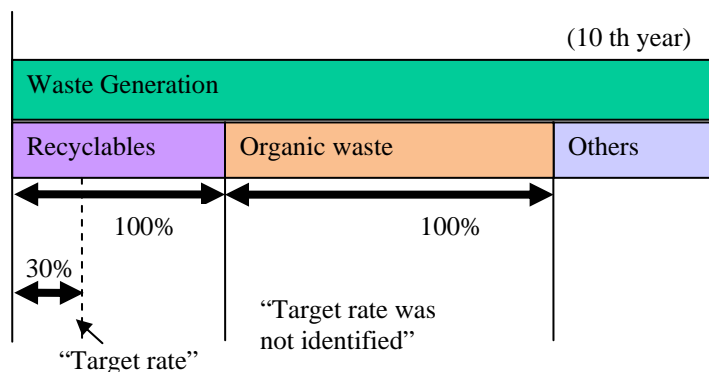 (10 th year)
Waste Generation
Recyclables
Organic waste
Others
100%
100%
30%
“Target rate was
not identified”
“Target rate”